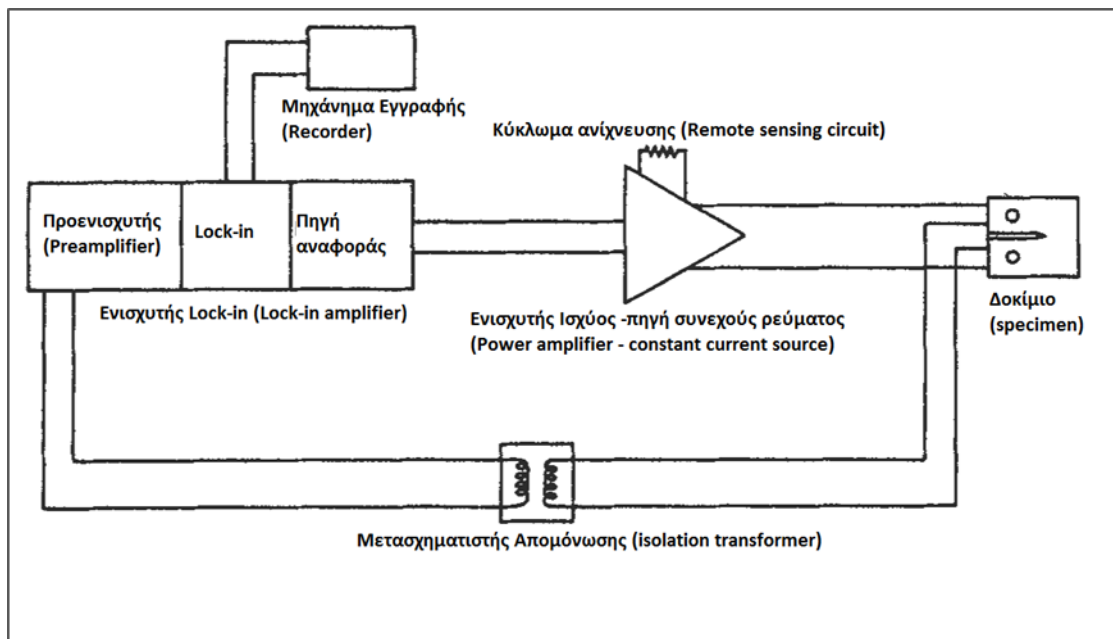 Μηχάνημα Εγγραφής
(Recorder)
Κύκλωμα ανίχνευσης (Remote sensing circuit)
Προενισχυτής
(Preamplifier)
Lock-in
Πηγή
αναφοράς
Ενισχυτής Lock-in (Lock-in amplifier)
Ενισχυτής Ισχύος -πηγή συνεχούς ρεύματος
(Power amplifier - constant current source)
Δοκίμιο
(specimen)
Μετασχηματιστής Απομόνωσης (isolation transformer)